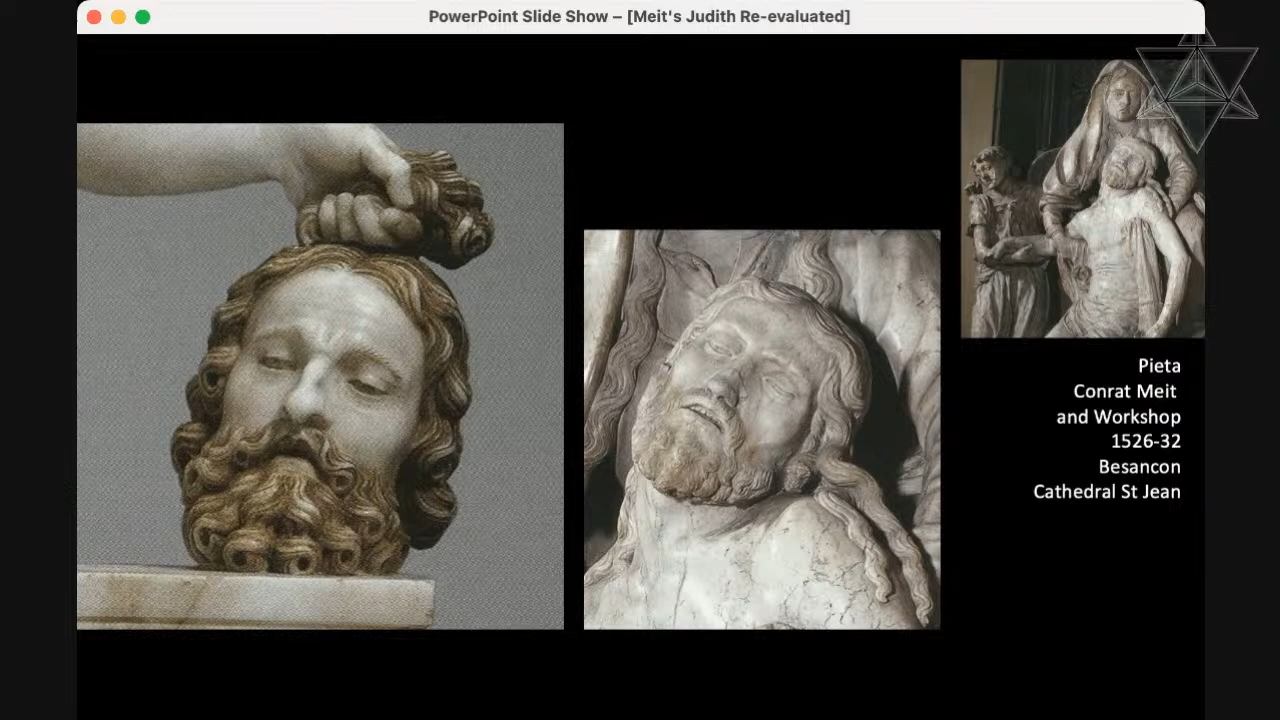 PowerPoint Slide Show – [Meit's Judith Re-evaluated]
Pieta
Conrat Meit
and Workshop
1526-32
Besancon
Cathedral St Jean